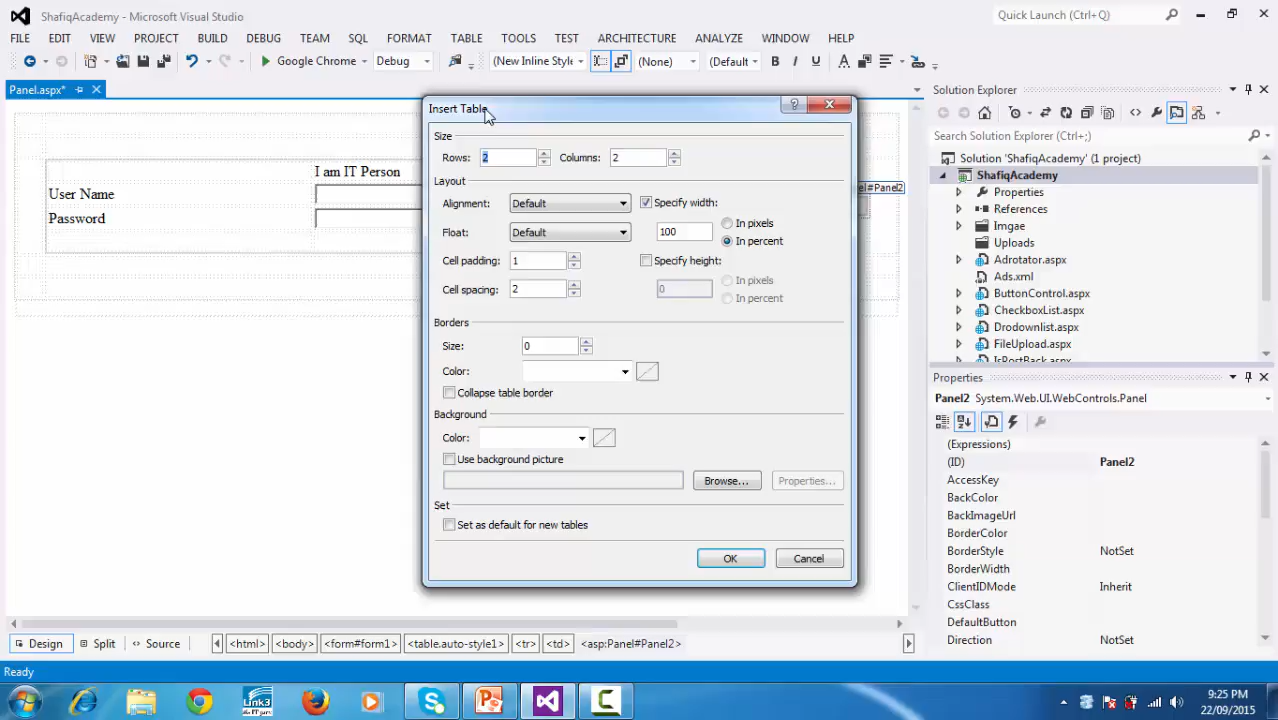 ShafiqAcademy - Microsoft Visual Studio
Quick Launch (Ctrl+Q)
FILE EDIT VIEW PROJECT BUILD DEBUG TEAM SQL FORMAT TABLE TOOLS TEST ARCHITECTURE ANALYZE WINDOW HELP
Google Chrome Debug (New Inline Style (None) (Default B I U A
Panel.aspx*
I am IT Person
User Name
Password
el#Panel2
Insert Table
Size
Rows: 2 Columns: 2
Layout
Alignment: Default Specify width:
Float: Default 100 In pixels
In percent
Cell padding: 1 Specify height:
Cell spacing: 2 0 In pixels
In percent
Borders
Size: 0
Color:
Collapse table border
Background
Color:
Use background picture
Browse... Properties...
Set
Set as default for new tables
OK Cancel
Solution Explorer
Search Solution Explorer (Ctrl+;)
Solution 'ShafiqAcademy' (1 project)
ShafiqAcademy
Properties
References
Imgae
Uploads
Adrotator.aspx
Ads.xml
ButtonControl.aspx
CheckboxList.aspx
Drodownlist.aspx
FileUpload.aspx
IsPostBack.aspx
Properties
Panel2 System.Web.UI.WebControls.Panel
(Expressions)
(ID) Panel2
AccessKey
BackColor
BackImageUrl
BorderColor
BorderStyle NotSet
BorderWidth
ClientIDMode Inherit
CssClass
DefaultButton
Direction NotSet
Design Split Source <html> <body> <form#form1> <table.auto-style1> <tr> <td> <asp:Panel#Panel2>
Ready
Link3
9:25 PM
22/09/2015